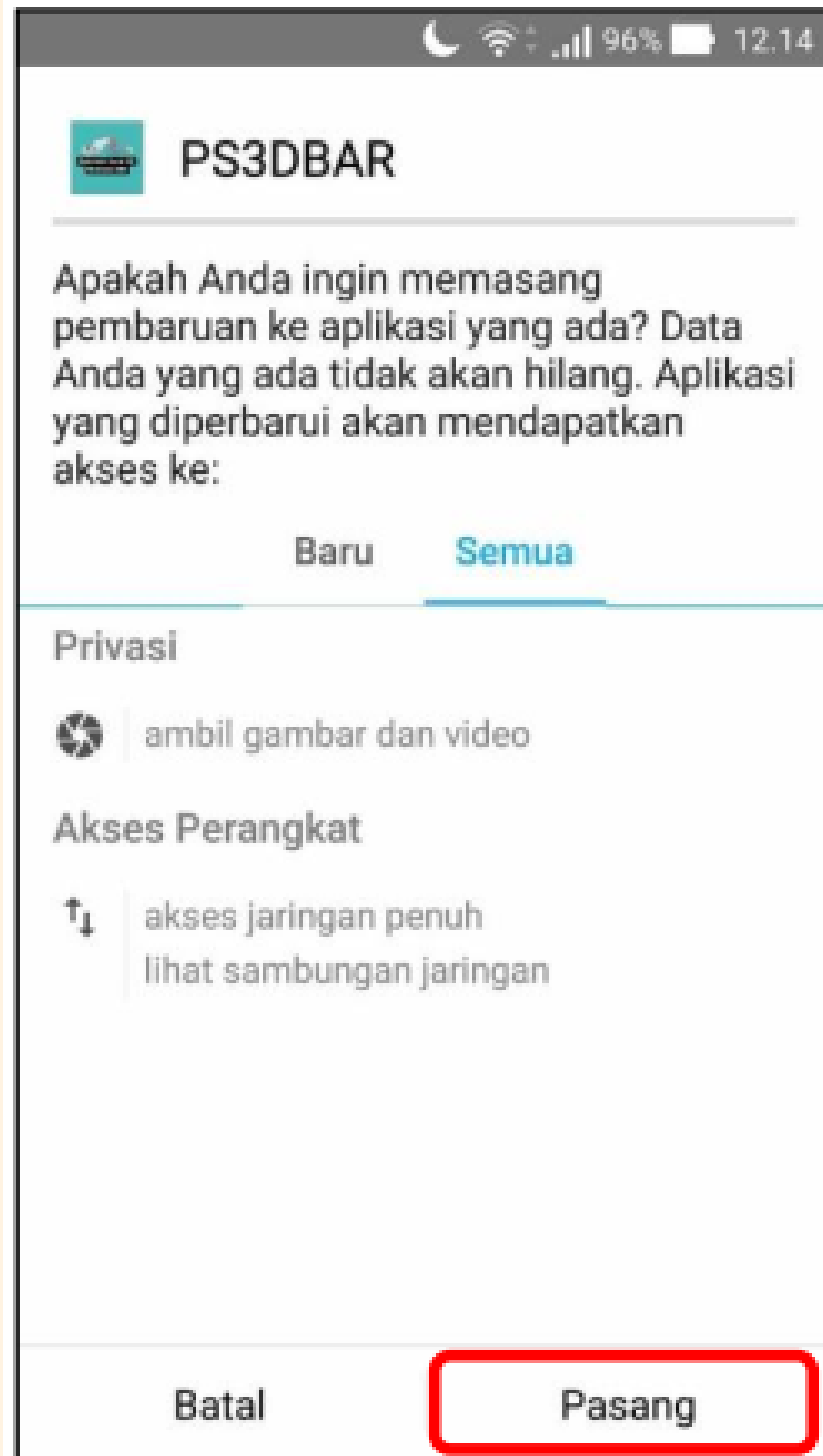 96% 12.14
PS3DBAR
Apakah Anda ingin memasang
pembaruan ke aplikasi yang ada? Data
Anda yang ada tidak akan hilang. Aplikasi
yang diperbarui akan mendapatkan
akses ke:
Baru Semua
Privasi
ambil gambar dan video
Akses Perangkat
akses jaringan penuh
lihat sambungan jaringan
Batal Pasang